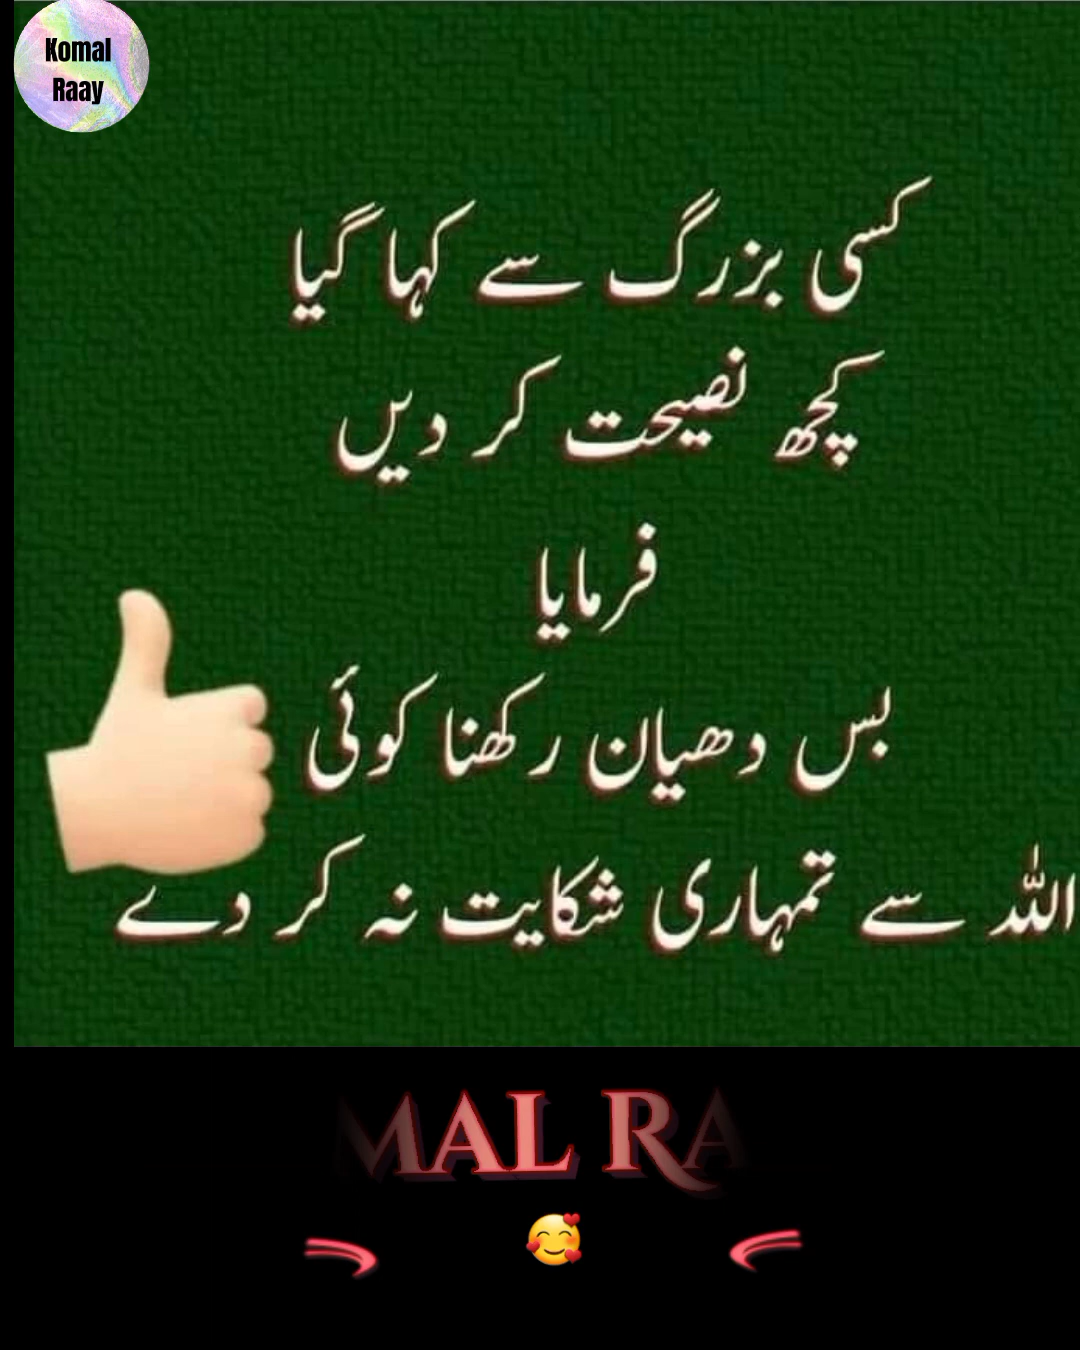 Komal
Raay
کسی بزرگ سے کہا گیا
کچھ نصیحت کر دیں
فرمایا
بس دھیان رکھنا کوئی
اللہ سے تمہاری شکایت نہ کر دے
MAL RA